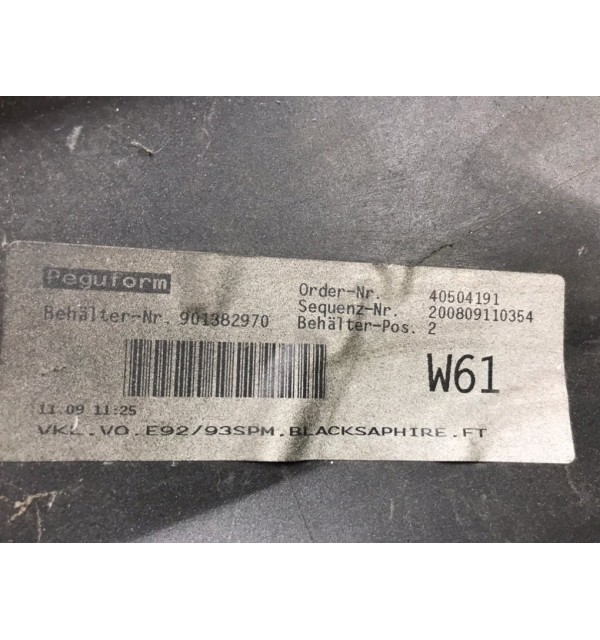 Peguform
Order-Nr. 40504191
Sequenz-Nr. 200809110354
Behälter-Nr. 901382970 Behälter-Pos. 2
W61
11.09 11:25
VKL.VO.E92/93SPM.BLACKSAPHIRE.FT